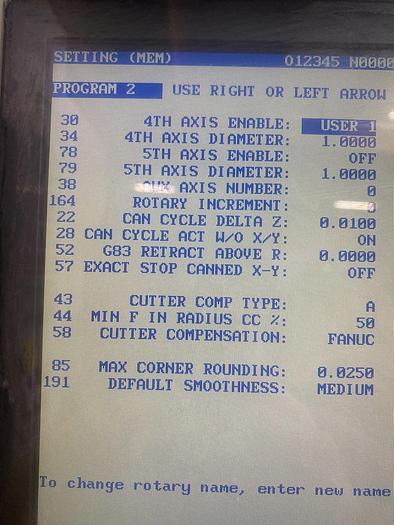 SETTING (MEM) O12345 N0000
PROGRAM 2 USE RIGHT OR LEFT ARROW
30 4TH AXIS ENABLE: USER 1
34 4TH AXIS DIAMETER: 1.0000
78 5TH AXIS ENABLE: OFF
79 5TH AXIS DIAMETER: 1.0000
38 AXIS NUMBER: 0
164 ROTARY INCREMENT:
22 CAN CYCLE DELTA Z: 0.0100
28 CAN CYCLE ACT W/O X/Y: ON
52 G83 RETRACT ABOVE R: 0.0000
57 EXACT STOP CANNED X-Y: OFF
43 CUTTER COMP TYPE: A
44 MIN F IN RADIUS CC %: 50
58 CUTTER COMPENSATION: FANUC
85 MAX CORNER ROUNDING: 0.0250
191 DEFAULT SMOOTHNESS: MEDIUM
To change rotary name, enter new name